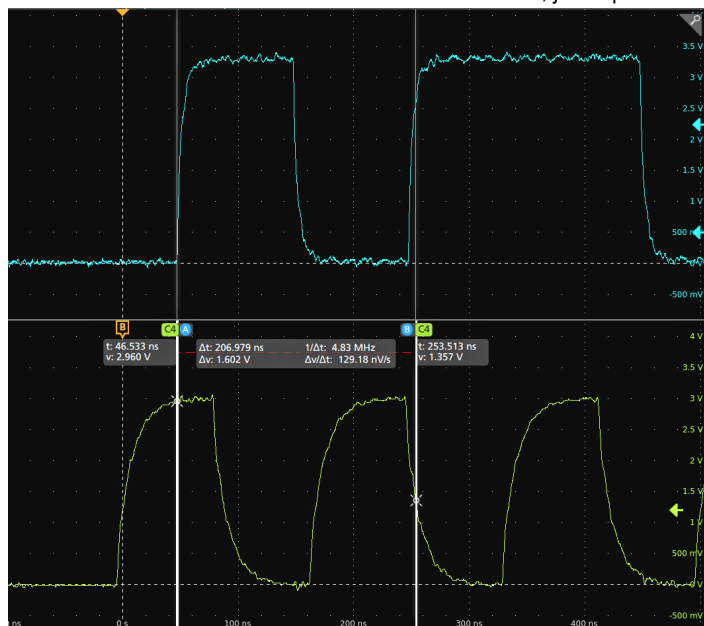 3.5 V
3 V
2.5 V
2 V
1.5 V
1 V
500 mV
0 V
-500 mV
B
C4 A
B C4
4 V
t: 46.533 ns
v: 2.960 V
Δt: 206.979 ns 1/Δt: 4.83 MHz
Δv: 1.602 V Δv/Δt: 129.18 nV/s
t: 253.513 ns
v: 1.357 V
3.5 V
3 V
2.5 V
2 V
1.5 V
1 V
500 mV
0 V
-500 mV
ns 0 s 100 ns 200 ns 300 ns 400 ns